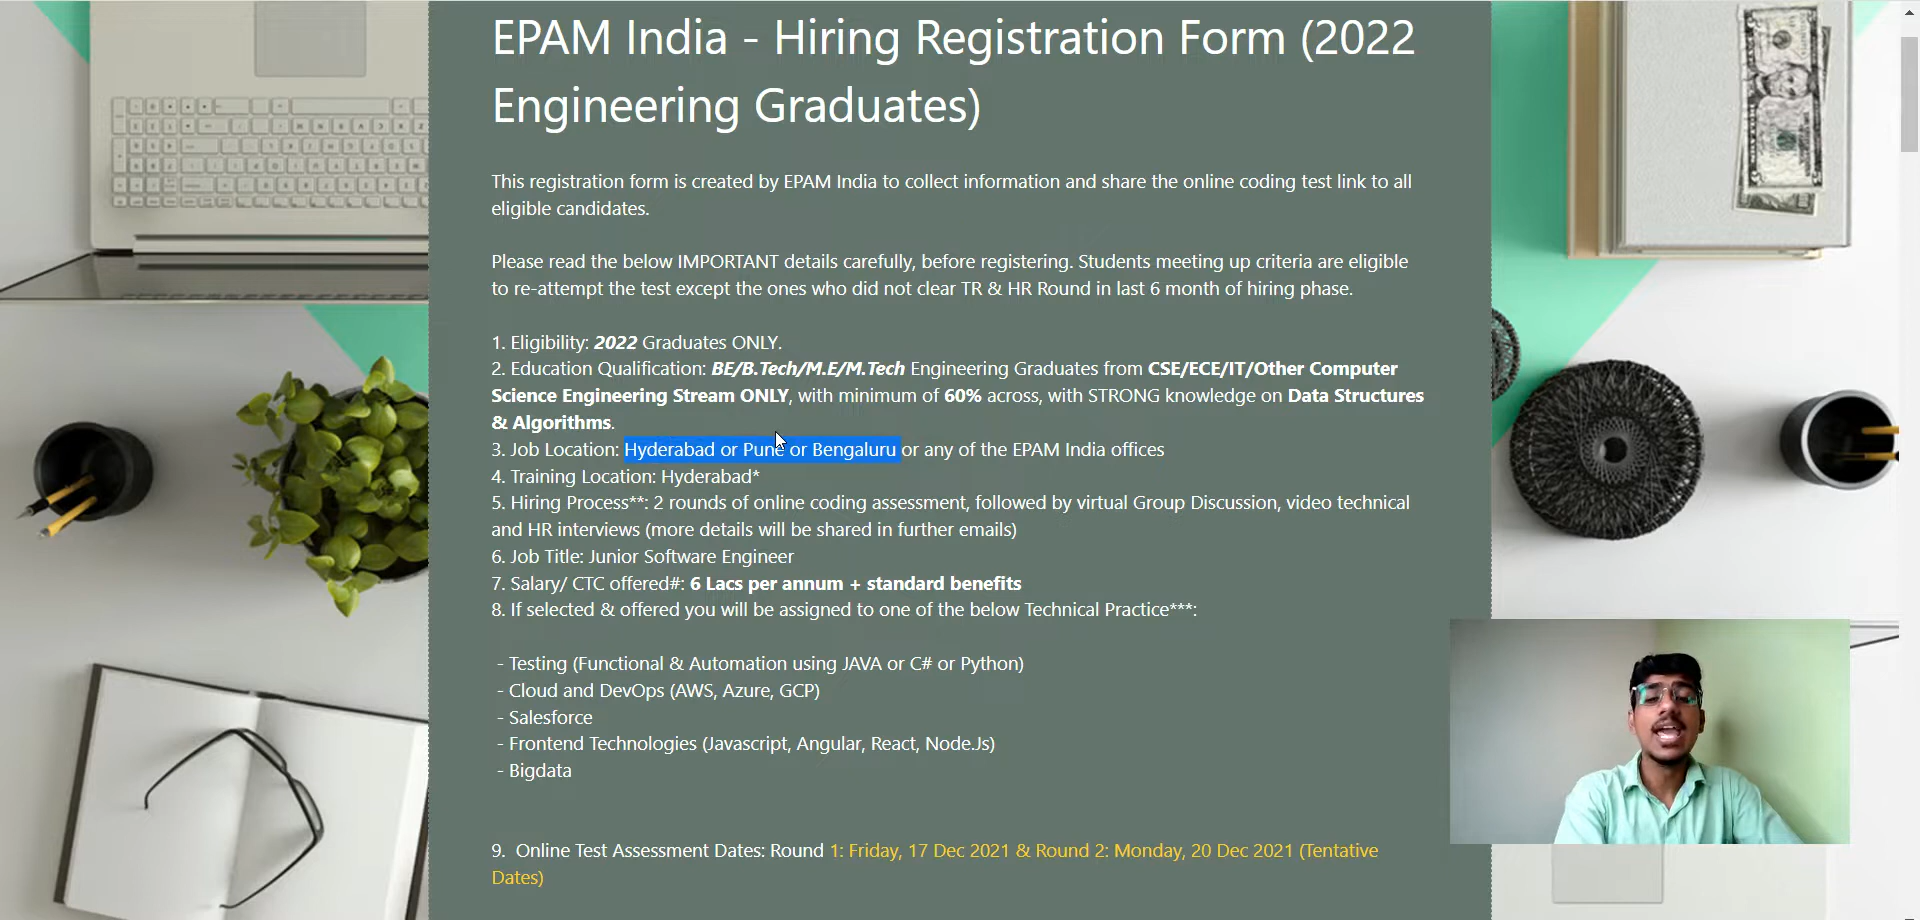 EPAM India - Hiring Registration Form (2022
Engineering Graduates)
This registration form is created by EPAM India to collect information and share the online coding test link to all
eligible candidates.
Please read the below IMPORTANT details carefully, before registering. Students meeting up criteria are eligible
to re-attempt the test except the ones who did not clear TR & HR Round in last 6 month of hiring phase.
1. Eligibility: 2022 Graduates ONLY.
2. Education Qualification: BE/B.Tech/M.E/M.Tech Engineering Graduates from CSE/ECE/IT/Other Computer
Science Engineering Stream ONLY, with minimum of 60% across, with STRONG knowledge on Data Structures
& Algorithms.
3. Job Location: Hyderabad or Pune or Bengaluru or any of the EPAM India offices
4. Training Location: Hyderabad*
5. Hiring Process**: 2 rounds of online coding assessment, followed by virtual Group Discussion, video technical
and HR interviews (more details will be shared in further emails)
6. Job Title: Junior Software Engineer
7. Salary/ CTC offered#: 6 Lacs per annum + standard benefits
8. If selected & offered you will be assigned to one of the below Technical Practice***:
- Testing (Functional & Automation using JAVA or C# or Python)
- Cloud and DevOps (AWS, Azure, GCP)
- Salesforce
- Frontend Technologies (Javascript, Angular, React, Node.Js)
- Bigdata
9. Online Test Assessment Dates: Round 1: Friday, 17 Dec 2021 & Round 2: Monday, 20 Dec 2021 (Tentative
Dates)